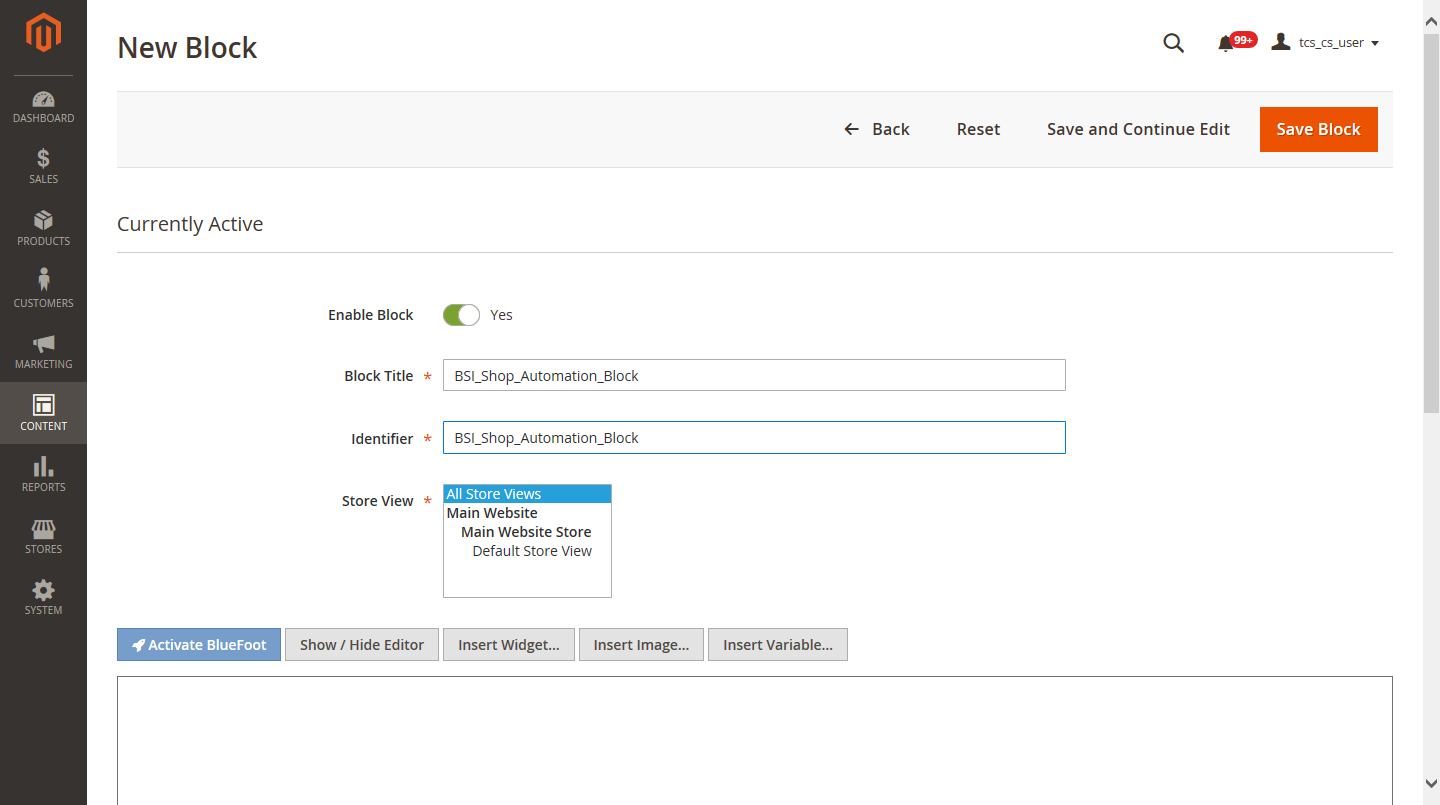 New Block
99+
tcs_cs_user
DASHBOARD
SALES
PRODUCTS
CUSTOMERS
MARKETING
CONTENT
REPORTS
STORES
SYSTEM
Back Reset Save and Continue Edit Save Block
Currently Active
Enable Block Yes
Block Title * BSI_Shop_Automation_Block
Identifier * BSI_Shop_Automation_Block
Store View * All Store Views
Main Website
Main Website Store
Default Store View
Activate BlueFoot Show / Hide Editor Insert Widget... Insert Image... Insert Variable...